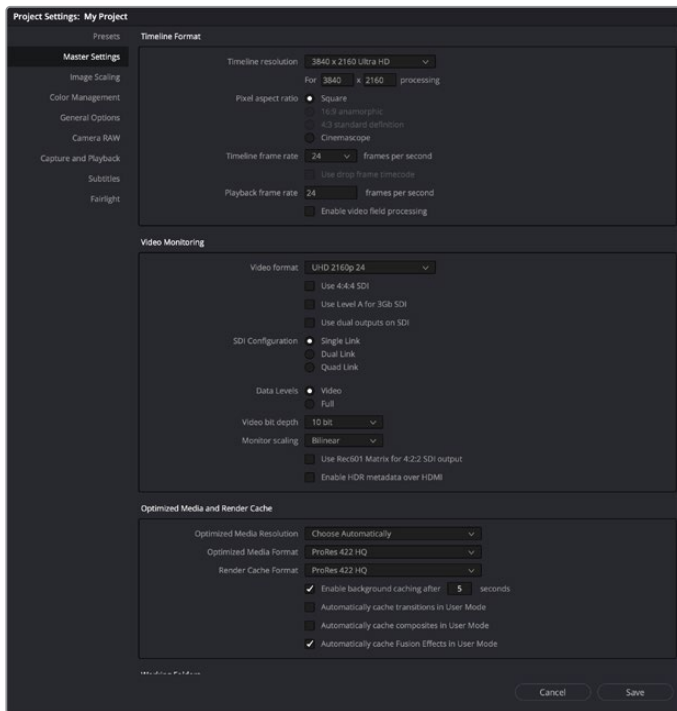 Project Settings: My Project
Presets
Master Settings
Image Scaling
Color Management
General Options
Camera RAW
Capture and Playback
Subtitles
Fairlight
Timeline Format
Timeline resolution 3840 x 2160 Ultra HD
For 3840 x 2160 processing
Pixel aspect ratio Square
16:9 anamorphic
4:3 standard definition
Cinemascope
Timeline frame rate 24 frames per second
Use drop frame timecode
Playback frame rate 24 frames per second
Enable video field processing
Video Monitoring
Video format UHD 2160p 24
Use 4:4:4 SDI
Use Level A for 3Gb SDI
Use dual outputs on SDI
SDI Configuration Single Link
Dual Link
Quad Link
Data Levels Video
Full
Video bit depth 10 bit
Monitor scaling Bilinear
Use Rec601 Matrix for 4:2:2 SDI output
Enable HDR metadata over HDMI
Optimized Media and Render Cache
Optimized Media Resolution Choose Automatically
Optimized Media Format ProRes 422 HQ
Render Cache Format ProRes 422 HQ
Enable background caching after 5 seconds
Automatically cache transitions in User Mode
Automatically cache composites in User Mode
Automatically cache Fusion Effects in User Mode
Working Folders
Cancel Save